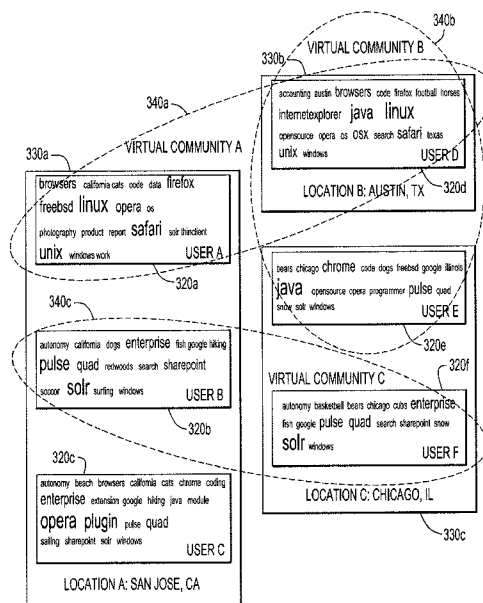 340b
VIRTUAL COMMUNITY B
330b
340a
accounting austin browsers code firefox football horses
internetexplorer java linux
opensource opera os osx search safari texas
unix windows
USER D
320d
LOCATION B: AUSTIN, TX
VIRTUAL COMMUNITY A
330a
browsers california cats code data firefox
freebsd linux opera os
photography product report safari solr thinclient
unix windows work
USER A
320a
bears chicago chrome code dogs freebsd google illinois
java opensource opera programmer pulse quad
snow solr windows
USER E
320e
340c
autonomy california dogs enterprise fish google hiking
pulse quad redwoods search sharepoint
soccer solr surfing windows
USER B
320b
320f
VIRTUAL COMMUNITY C
autonomy basketball bears chicago cubs enterprise
fish google pulse quad search sharepoint snow
solr windows
USER F
LOCATION C: CHICAGO, IL
330c
320c
autonomy beach browsers california cats chrome coding
enterprise extension google hiking java module
opera plugin pulse quad
sailing sharepoint solr windows
USER C
LOCATION A: SAN JOSE, CA